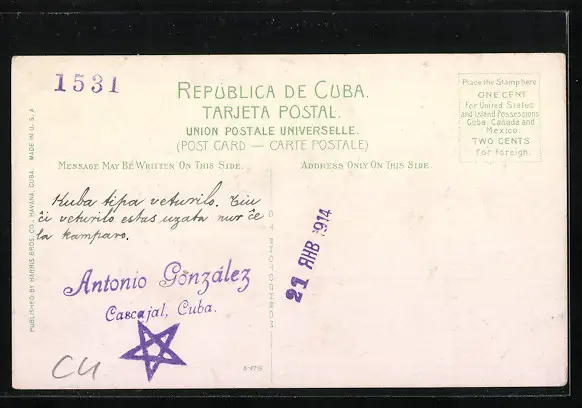 1531
REPÚBLICA DE CUBA.
TARJETA POSTAL.
UNION POSTALE UNIVERSELLE.
(POST CARD — CARTE POSTALE)
Place the Stamp here
ONE CENT
For United States
and Island Possessions
Cuba, Canada and
Mexico.
TWO CENTS
For Foreign.
MESSAGE MAY BE WRITTEN ON THIS SIDE.
ADDRESS ONLY ON THIS SIDE.
Kuba tipa veturilo. Tiu
ĉi veturilo estas uzata nur ĉe
la kamparo.
21 ЯНВ 1914
Antonio González
Cascajal, Cuba.
CU
PUBLISHED BY HARRIS BROS. CO., HAVANA, CUBA. MADE IN U. S. A.